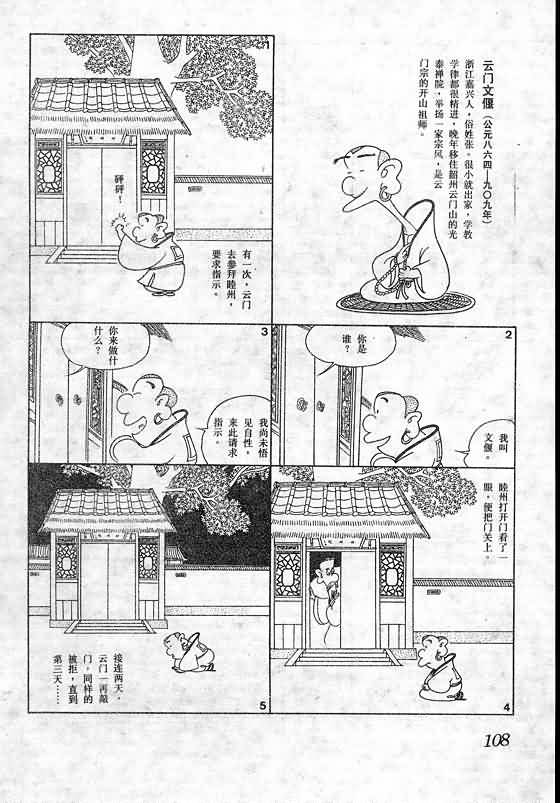 云门文偃（公元八六四—九〇九年）
浙江嘉兴人，俗姓张。很小就出家，学教
学律都很精进，晚年移住韶州云门山的光
泰禅院，举扬一家宗风，是云
门宗的开山祖师。
1
砰砰！
有一次，云门
去参拜睦州，
要求指示。
2
你是
谁？
我叫
文偃。
3
你来做什
什么？
我尚未悟
见自性，
来此请求
指示。
4
睦州打开门看了一
眼，便把门关上。
5
接连两天，
云门一再敲
门，同样的
被拒，直到
第三天……
108